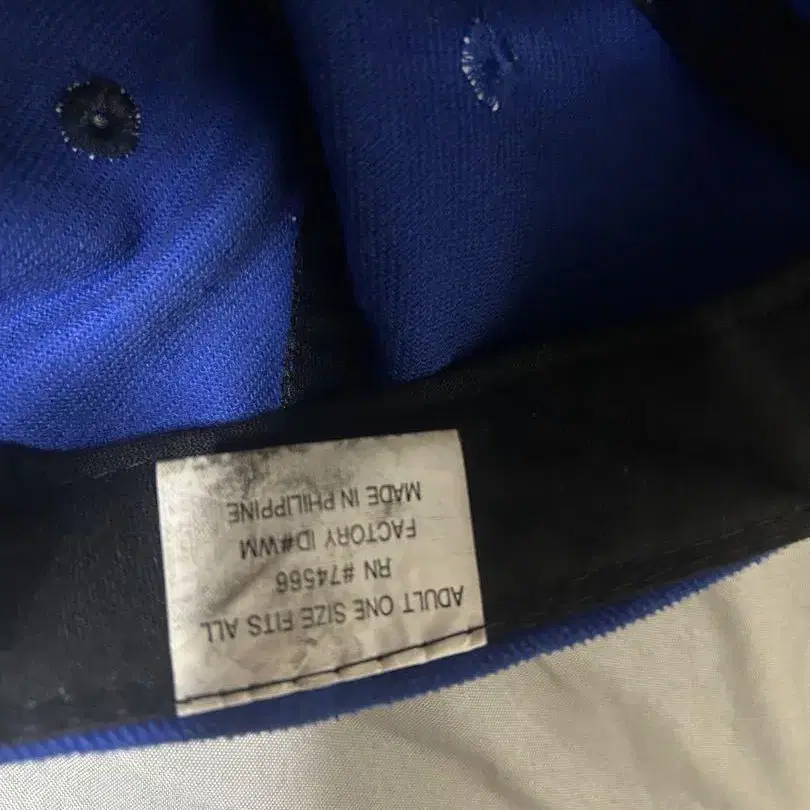 ADULT ONE SIZE FITS ALL
RN #74566
FACTORY ID#WM
MADE IN PHILIPPINE